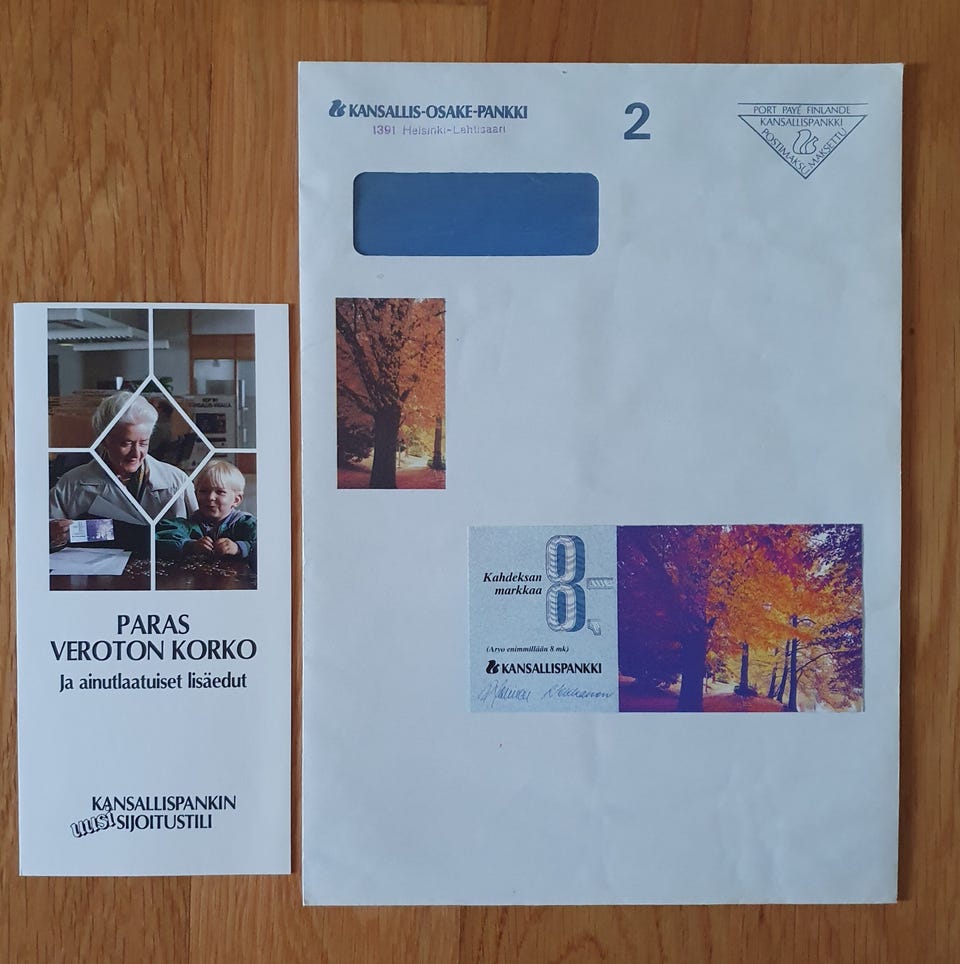 KANSALLIS-OSAKE-PANKKI
1391 Helsinki-Lehtisaari
2
PORT PAYÉ FINLANDE
KANSALLISPANKKI
POSTIMAKSU MAKSETTU
Kahdeksan
markkaa
8
(Arvo enimmillään 8 mk)
KANSALLISPANKKI
PARAS
VEROTON KORKO
Ja ainutlaatuiset lisäedut
KANSALLISPANKIN
UUSI SIJOITUSTILI